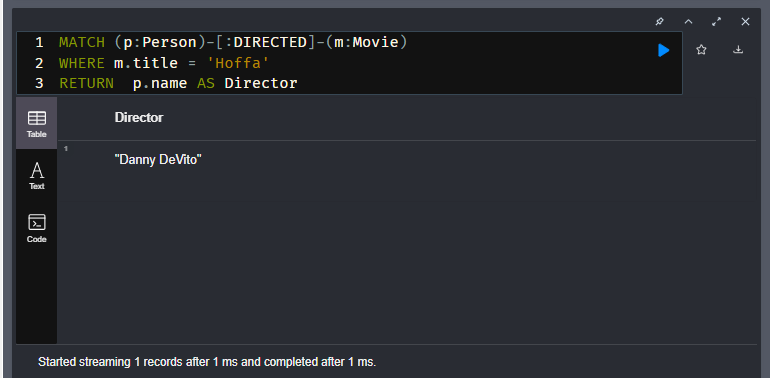 1 MATCH (p:Person)-[:DIRECTED]-(m:Movie)
2 WHERE m.title = 'Hoffa'
3 RETURN  p.name AS Director
Table
Director
1
"Danny DeVito"
A
Text
Code
Started streaming 1 records after 1 ms and completed after 1 ms.